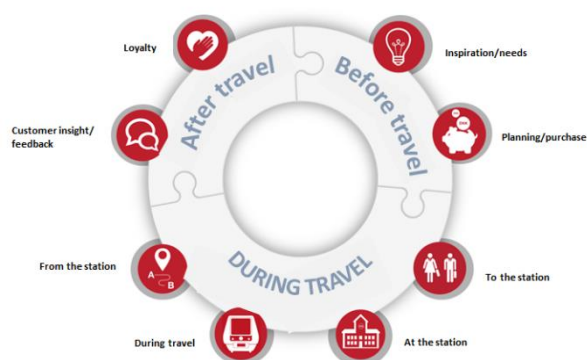 Loyalty
Inspiration/needs
After travel
Before travel
Customer insight/
feedback
Planning/purchase
From the station
A
B
DURING TRAVEL
To the station
During travel
At the station